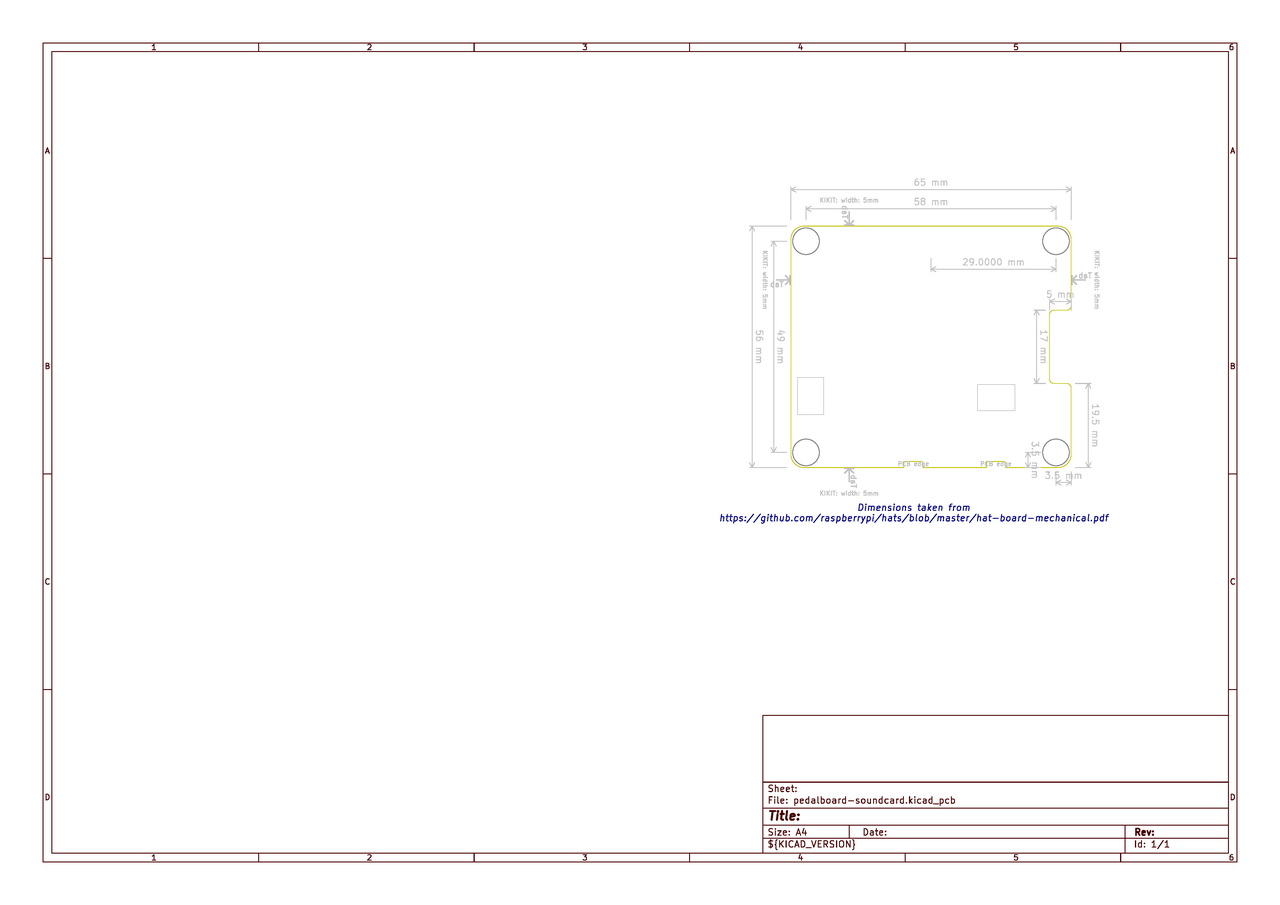 1 2 3 4 5 6
A A
65 mm
KIKIT: width: 5mm
58 mm
Tab
KIKIT: width: 5mm
29.0000 mm
KIKIT: width: 5mm
Tab
Tab
5 mm
56 mm
49 mm
17 mm
B B
19.5 mm
3.5 mm
PCB edge PCB edge
3.5 mm
Tab
KIKIT: width: 5mm
Dimensions taken from
https://github.com/raspberrypi/hats/blob/master/hat-board-mechanical.pdf
C C
Sheet:
File: pedalboard-soundcard.kicad_pcb
D D
Title:
Size: A4 Date: Rev:
${KICAD_VERSION} Id: 1/1
1 2 3 4 5 6